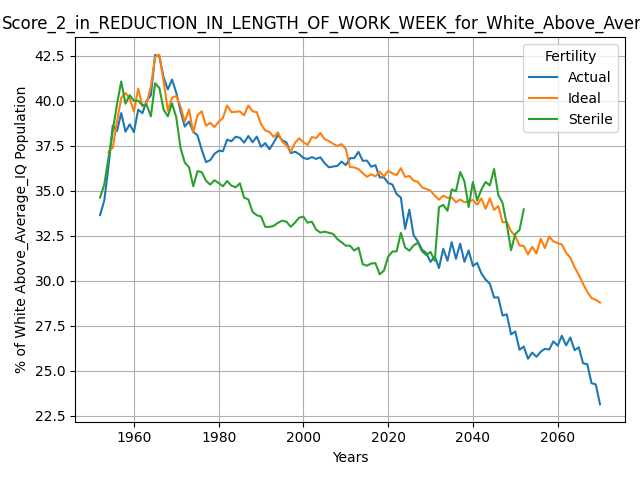 Score_2_in_REDUCTION_IN_LENGTH_OF_WORK_WEEK_for_White_Above_Aver
Fertility
Actual
Ideal
Sterile
% of White Above_Average_IQ Population
42.5
40.0
37.5
35.0
32.5
30.0
27.5
25.0
22.5
1960
1980
2000
2020
2040
2060
Years